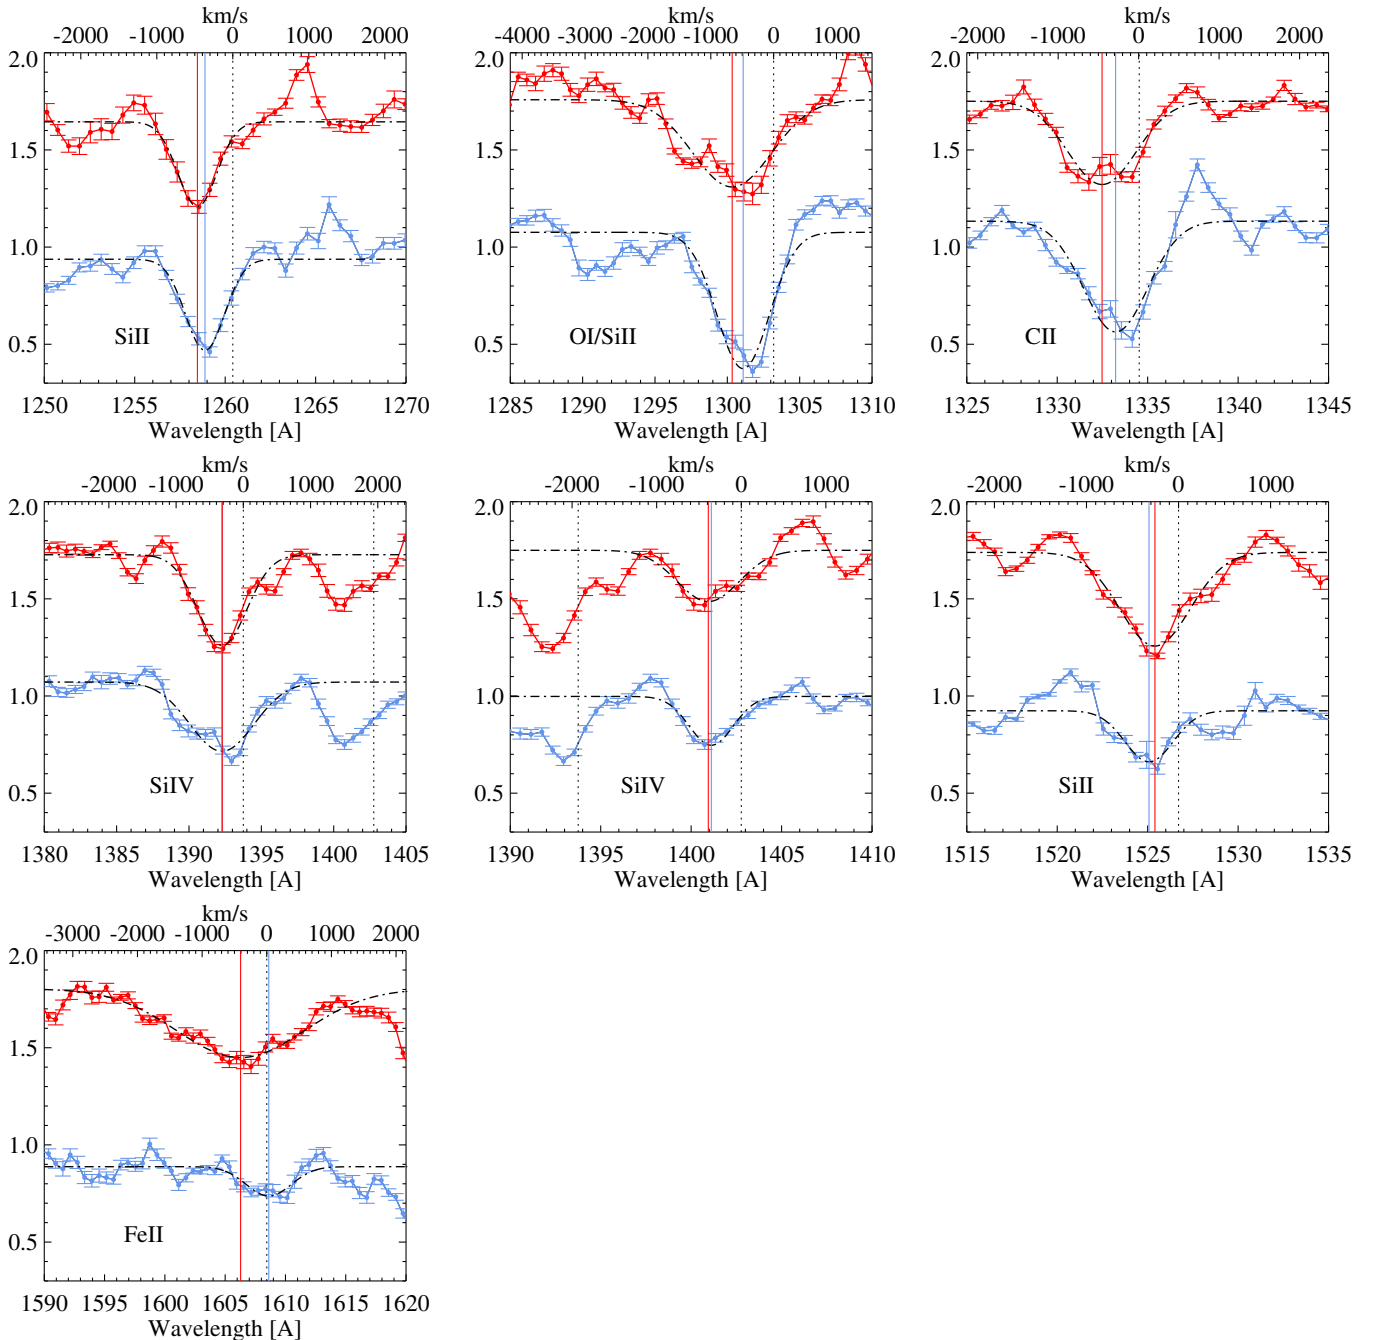 km/s km/s km/s
-2000 -1000 0 1000 2000 -4000 -3000 -2000 -1000 0 1000 -2000 -1000 0 1000 2000
2.0 2.0 2.0
1.5 1.5 1.5
1.0 1.0 1.0
0.5 0.5 0.5
SiII OI/SiII CII
1250 1255 1260 1265 1270 1285 1290 1295 1300 1305 1310 1325 1330 1335 1340 1345
Wavelength [A] Wavelength [A] Wavelength [A]
km/s km/s km/s
-2000 -1000 0 1000 2000 -2000 -1000 0 1000 -2000 -1000 0 1000
2.0 2.0 2.0
1.5 1.5 1.5
1.0 1.0 1.0
0.5 0.5 0.5
SiIV SiIV SiII
1380 1385 1390 1395 1400 1405 1390 1395 1400 1405 1410 1515 1520 1525 1530 1535
Wavelength [A] Wavelength [A] Wavelength [A]
km/s
-3000 -2000 -1000 0 1000 2000
2.0
1.5
1.0
0.5
FeII
1590 1595 1600 1605 1610 1615 1620
Wavelength [A]